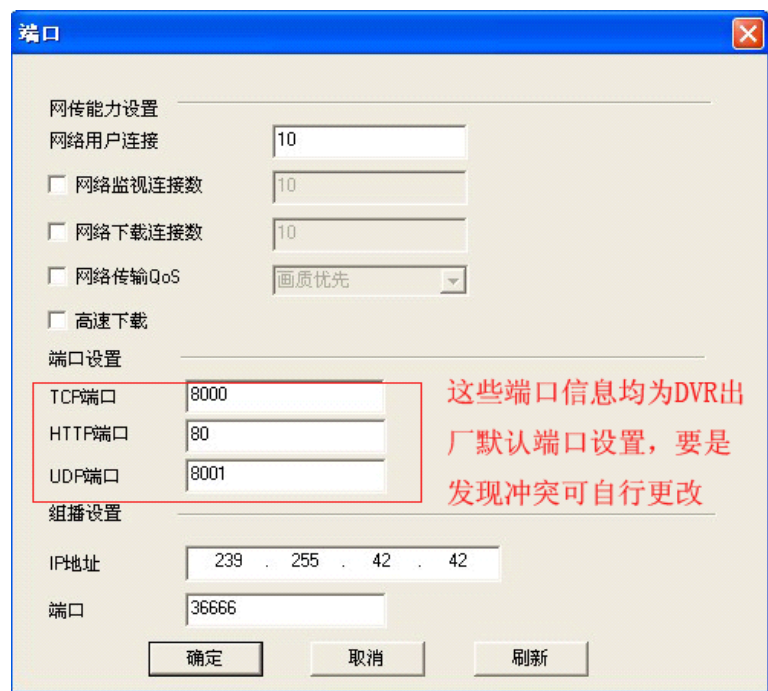 端口
网传能力设置
网络用户连接 10
网络监视连接数 10
网络下载连接数 10
网络传输QoS 画质优先
高速下载
端口设置
TCP端口 8000
HTTP端口 80
UDP端口 8001
这些端口信息均为DVR出
厂默认端口设置，要是
发现冲突可自行更改
组播设置
IP地址 239 . 255 . 42 . 42
端口 36666
确定 取消 刷新